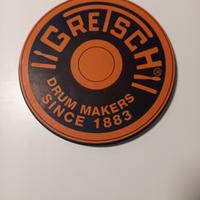 GRETSCH
®
DRUM MAKERS
SINCE 1883